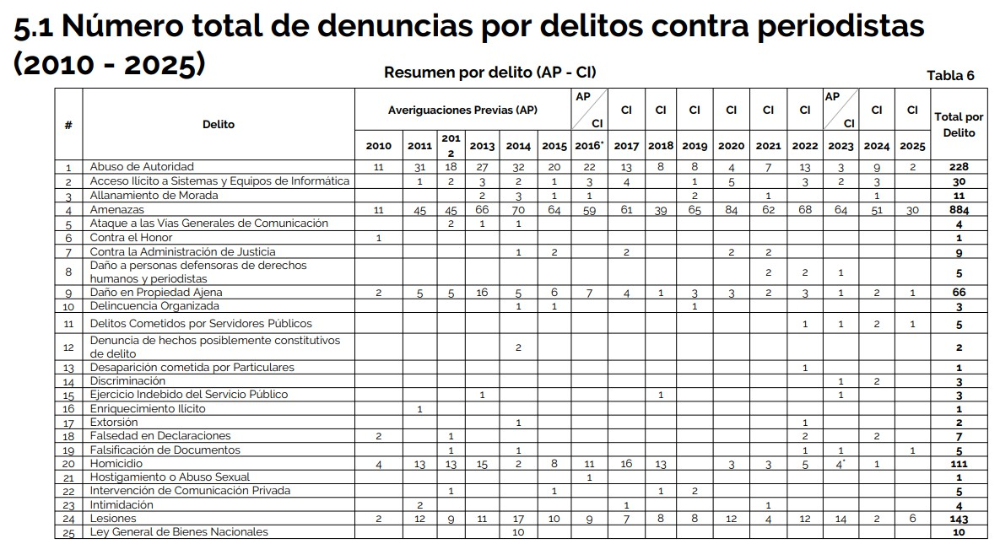 5.1 Número total de denuncias por delitos contra periodistas
(2010 - 2025)
Resumen por delito (AP - CI)
Tabla 6
# Delito Averiguaciones Previas (AP) AP CI CI CI CI CI CI CI AP CI CI CI Total por Delito
2010 2011 2012 2013 2014 2015 2016* 2017 2018 2019 2020 2021 2022 2023 2024 2025
1 Abuso de Autoridad 11 31 18 27 32 20 22 13 8 8 4 7 13 3 9 2 228
2 Acceso Ilícito a Sistemas y Equipos de Informática 1 2 3 2 1 3 4 1 5 3 2 3 30
3 Allanamiento de Morada 2 3 1 1 2 1 1 11
4 Amenazas 11 45 45 66 70 64 59 61 39 65 84 62 68 64 51 30 884
5 Ataque a las Vías Generales de Comunicación 2 1 1 4
6 Contra el Honor 1 1
7 Contra la Administración de Justicia 1 2 2 2 2 9
8 Daño a personas defensoras de derechos
humanos y periodistas 2 2 1 5
9 Daño en Propiedad Ajena 2 5 5 16 5 6 7 4 1 3 3 2 3 1 2 1 66
10 Delincuencia Organizada 1 1 1 3
11 Delitos Cometidos por Servidores Públicos 1 1 2 1 5
12 Denuncia de hechos posiblemente constitutivos
de delito 2 2
13 Desaparición cometida por Particulares 1 1
14 Discriminación 1 2 3
15 Ejercicio Indebido del Servicio Público 1 1 1 3
16 Enriquecimiento Ilícito 1 1
17 Extorsión 1 1 2
18 Falsedad en Declaraciones 2 1 2 2 7
19 Falsificación de Documentos 1 1 1 1 1 5
20 Homicidio 4 13 13 15 2 8 11 16 13 3 3 5 4* 1 111
21 Hostigamiento o Abuso Sexual 1 1
22 Intervención de Comunicación Privada 1 1 1 2 5
23 Intimidación 2 1 1 4
24 Lesiones 2 12 9 11 17 10 9 7 8 8 12 4 12 14 2 6 143
25 Ley General de Bienes Nacionales 10 10